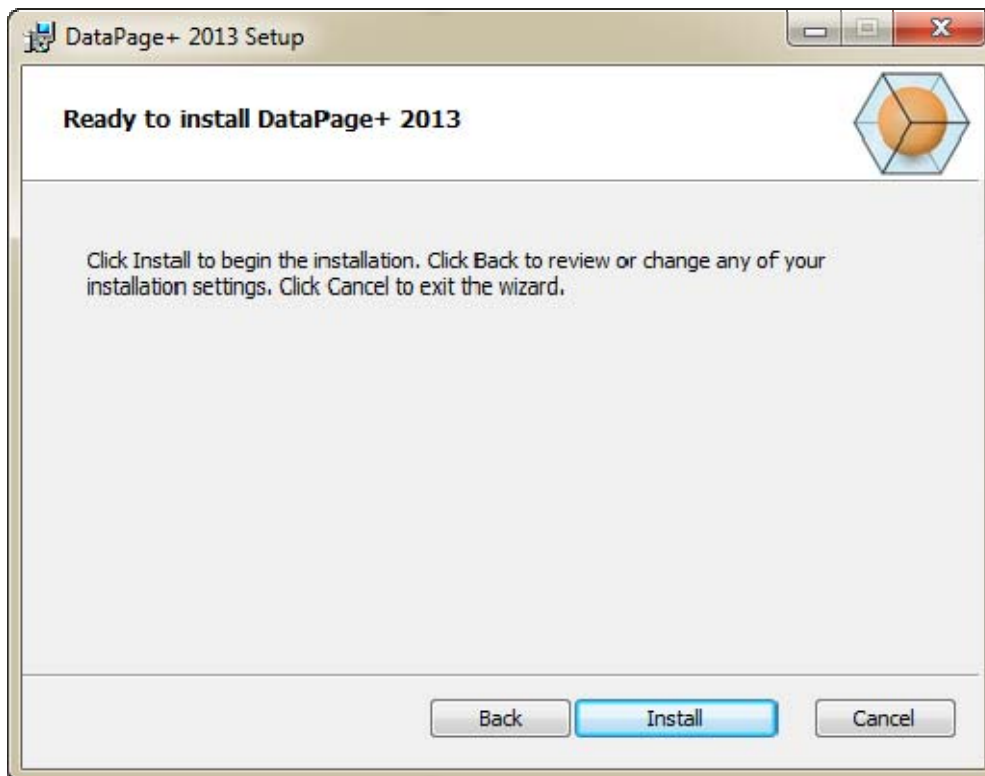 DataPage+ 2013 Setup
Ready to install DataPage+ 2013
Click Install to begin the installation. Click Back to review or change any of your
installation settings. Click Cancel to exit the wizard.
Back Install Cancel